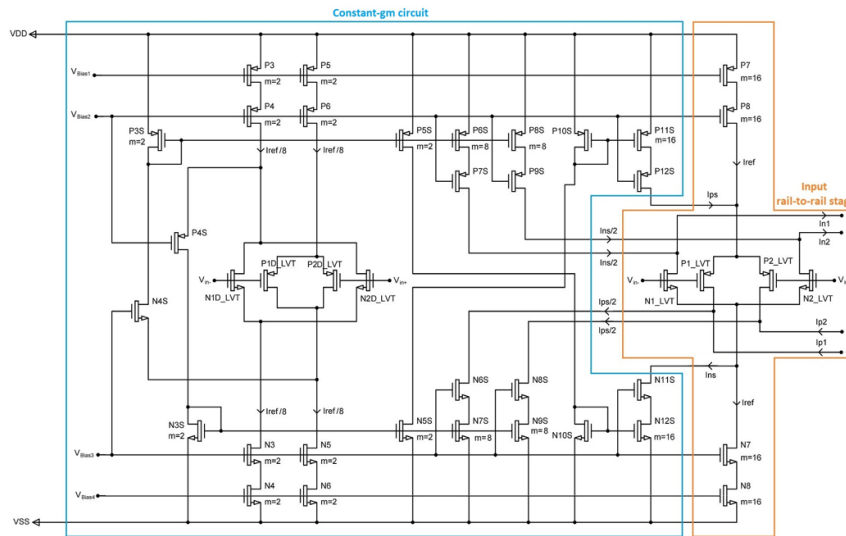 Constant-gm circuit
VDD
P3
m=2
P5
m=2
P7
m=16
VBias1
P4
m=2
P6
m=2
P8
m=16
VBias2
P3S
m=2
P5S
m=2
P6S
m=8
P8S
m=8
P10S
P11S
m=16
Iref/8
Iref/8
P7S
P9S
P12S
Iref
Input
rail-to-rail stag
Ips
In1
In2
P4S
Ins/2
Ins/2
P1D_LVT
P2D_LVT
P1_LVT
P2_LVT
Vin-
Vin+
Vin-
N1D_LVT
N2D_LVT
N1_LVT
N2_LVT
N4S
Ips/2
Ips/2
Ip2
Ip1
Ins
N6S
N8S
N11S
Iref/8
Iref/8
Iref
N3S
m=2
N5S
m=2
N7S
m=8
N9S
m=8
N10S
N12S
m=16
VBias3
N3
m=2
N5
m=2
N7
m=16
VBias4
N4
m=2
N6
m=2
N8
m=16
VSS